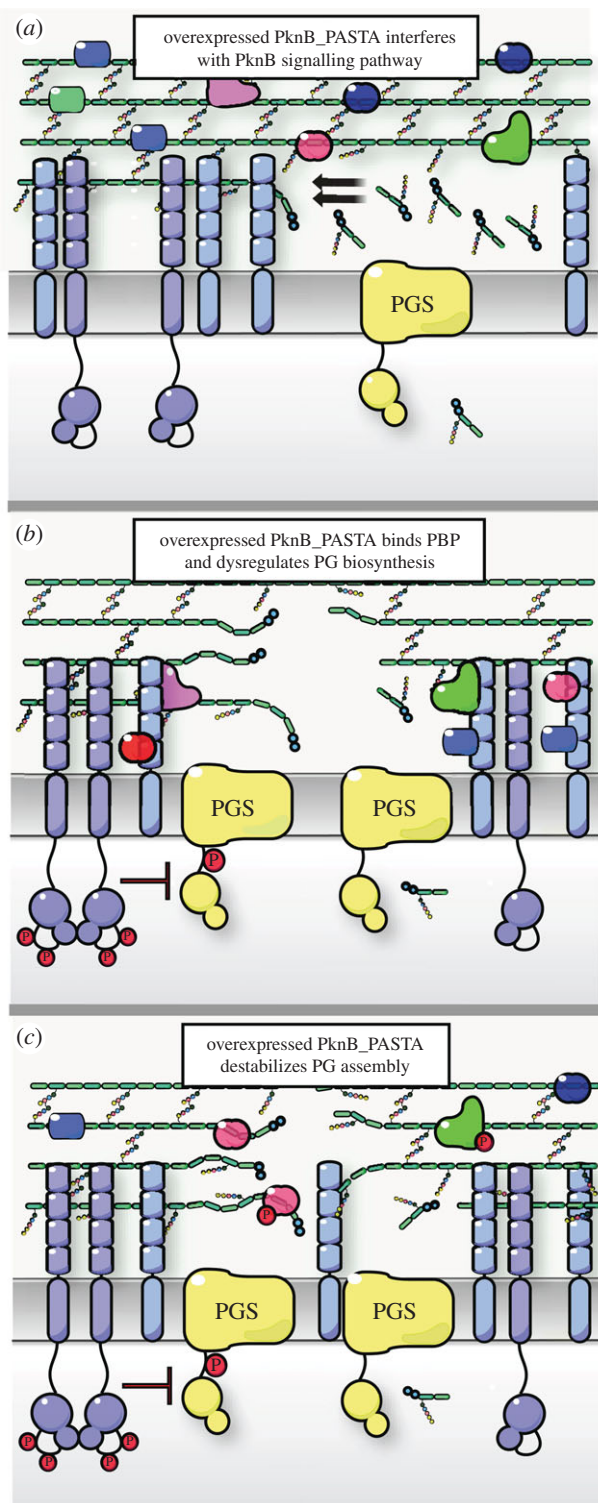 (a)
overexpressed PknB_PASTA interferes
with PknB signalling pathway
PGS
(b)
overexpressed PknB_PASTA binds PBP
and dysregulates PG biosynthesis
PGS
PGS
P
P
P
P
P
(c)
overexpressed PknB_PASTA
destabilizes PG assembly
P
P
PGS
PGS
P
P
P
P
P